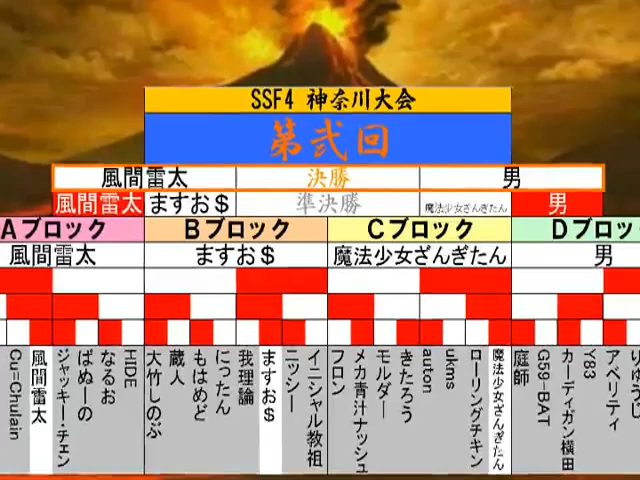 SSF4 神奈川大会
第弐回
風間雷太 決勝 男
風間雷太 ますお$ 準決勝 魔法少女ざんぎたん 男
Aブロック Bブロック Cブロック Dブロック
風間雷太 ますお$ 魔法少女ざんぎたん 男
Cu=Chulain
風間雷太
ジャッキー・チェン
ぱぬーの
なるお
HIDE
大竹しのぶ
蔵人
もはめど
にったん
我理論
ますお$
ニッシー
イニシャル教祖
フロン
メカ青汁ナッシュ
モルダー
きたろう
auton
ukms
ローリングチキン
魔法少女ざんぎたん
庭師
G59-BAT
カーディガン横田
Y83
アベリティ
りゅうじ